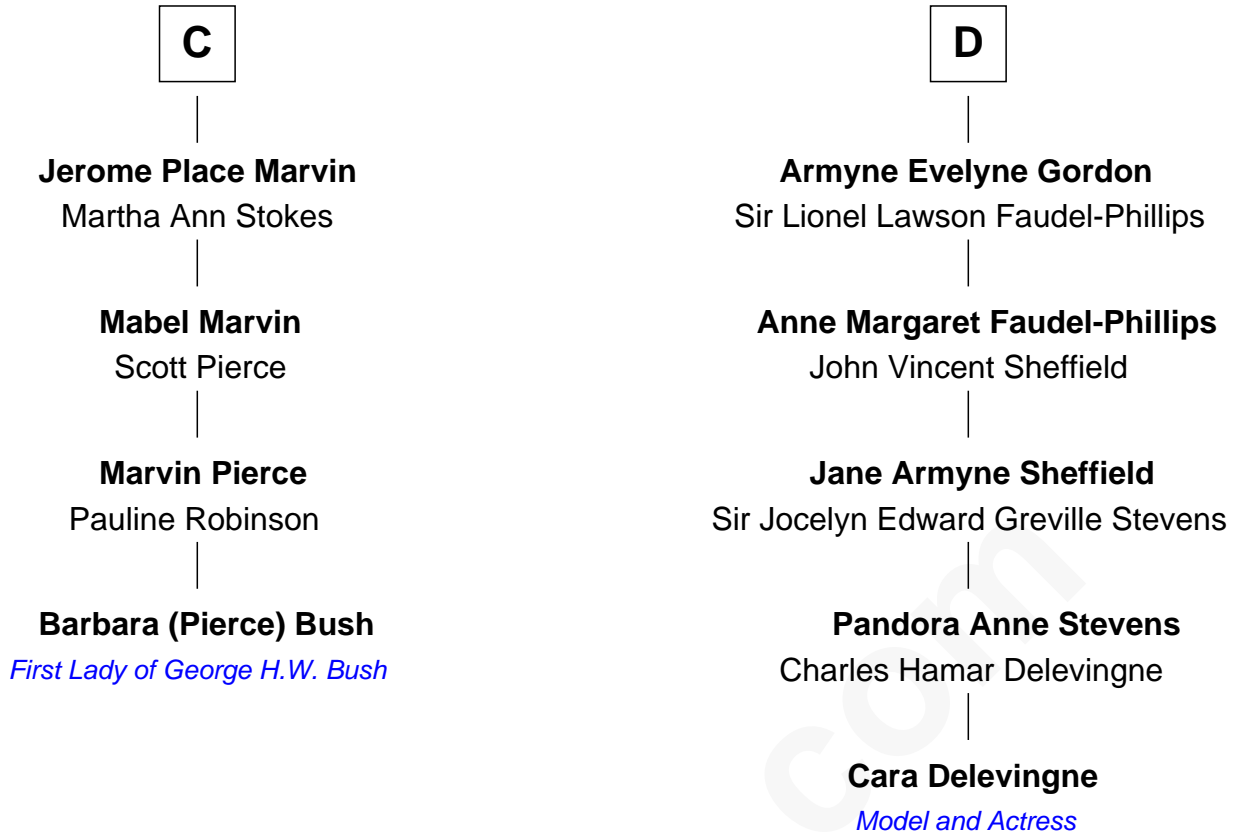 C
Jerome Place Marvin
Martha Ann Stokes
Mabel Marvin
Scott Pierce
Marvin Pierce
Pauline Robinson
Barbara (Pierce) Bush
First Lady of George H.W. Bush
D
Armyne Evelyne Gordon
Sir Lionel Lawson Faudel-Phillips
Anne Margaret Faudel-Phillips
John Vincent Sheffield
Jane Armyne Sheffield
Sir Jocelyn Edward Greville Stevens
Pandora Anne Stevens
Charles Hamar Delevingne
Cara Delevingne
Model and Actress
com